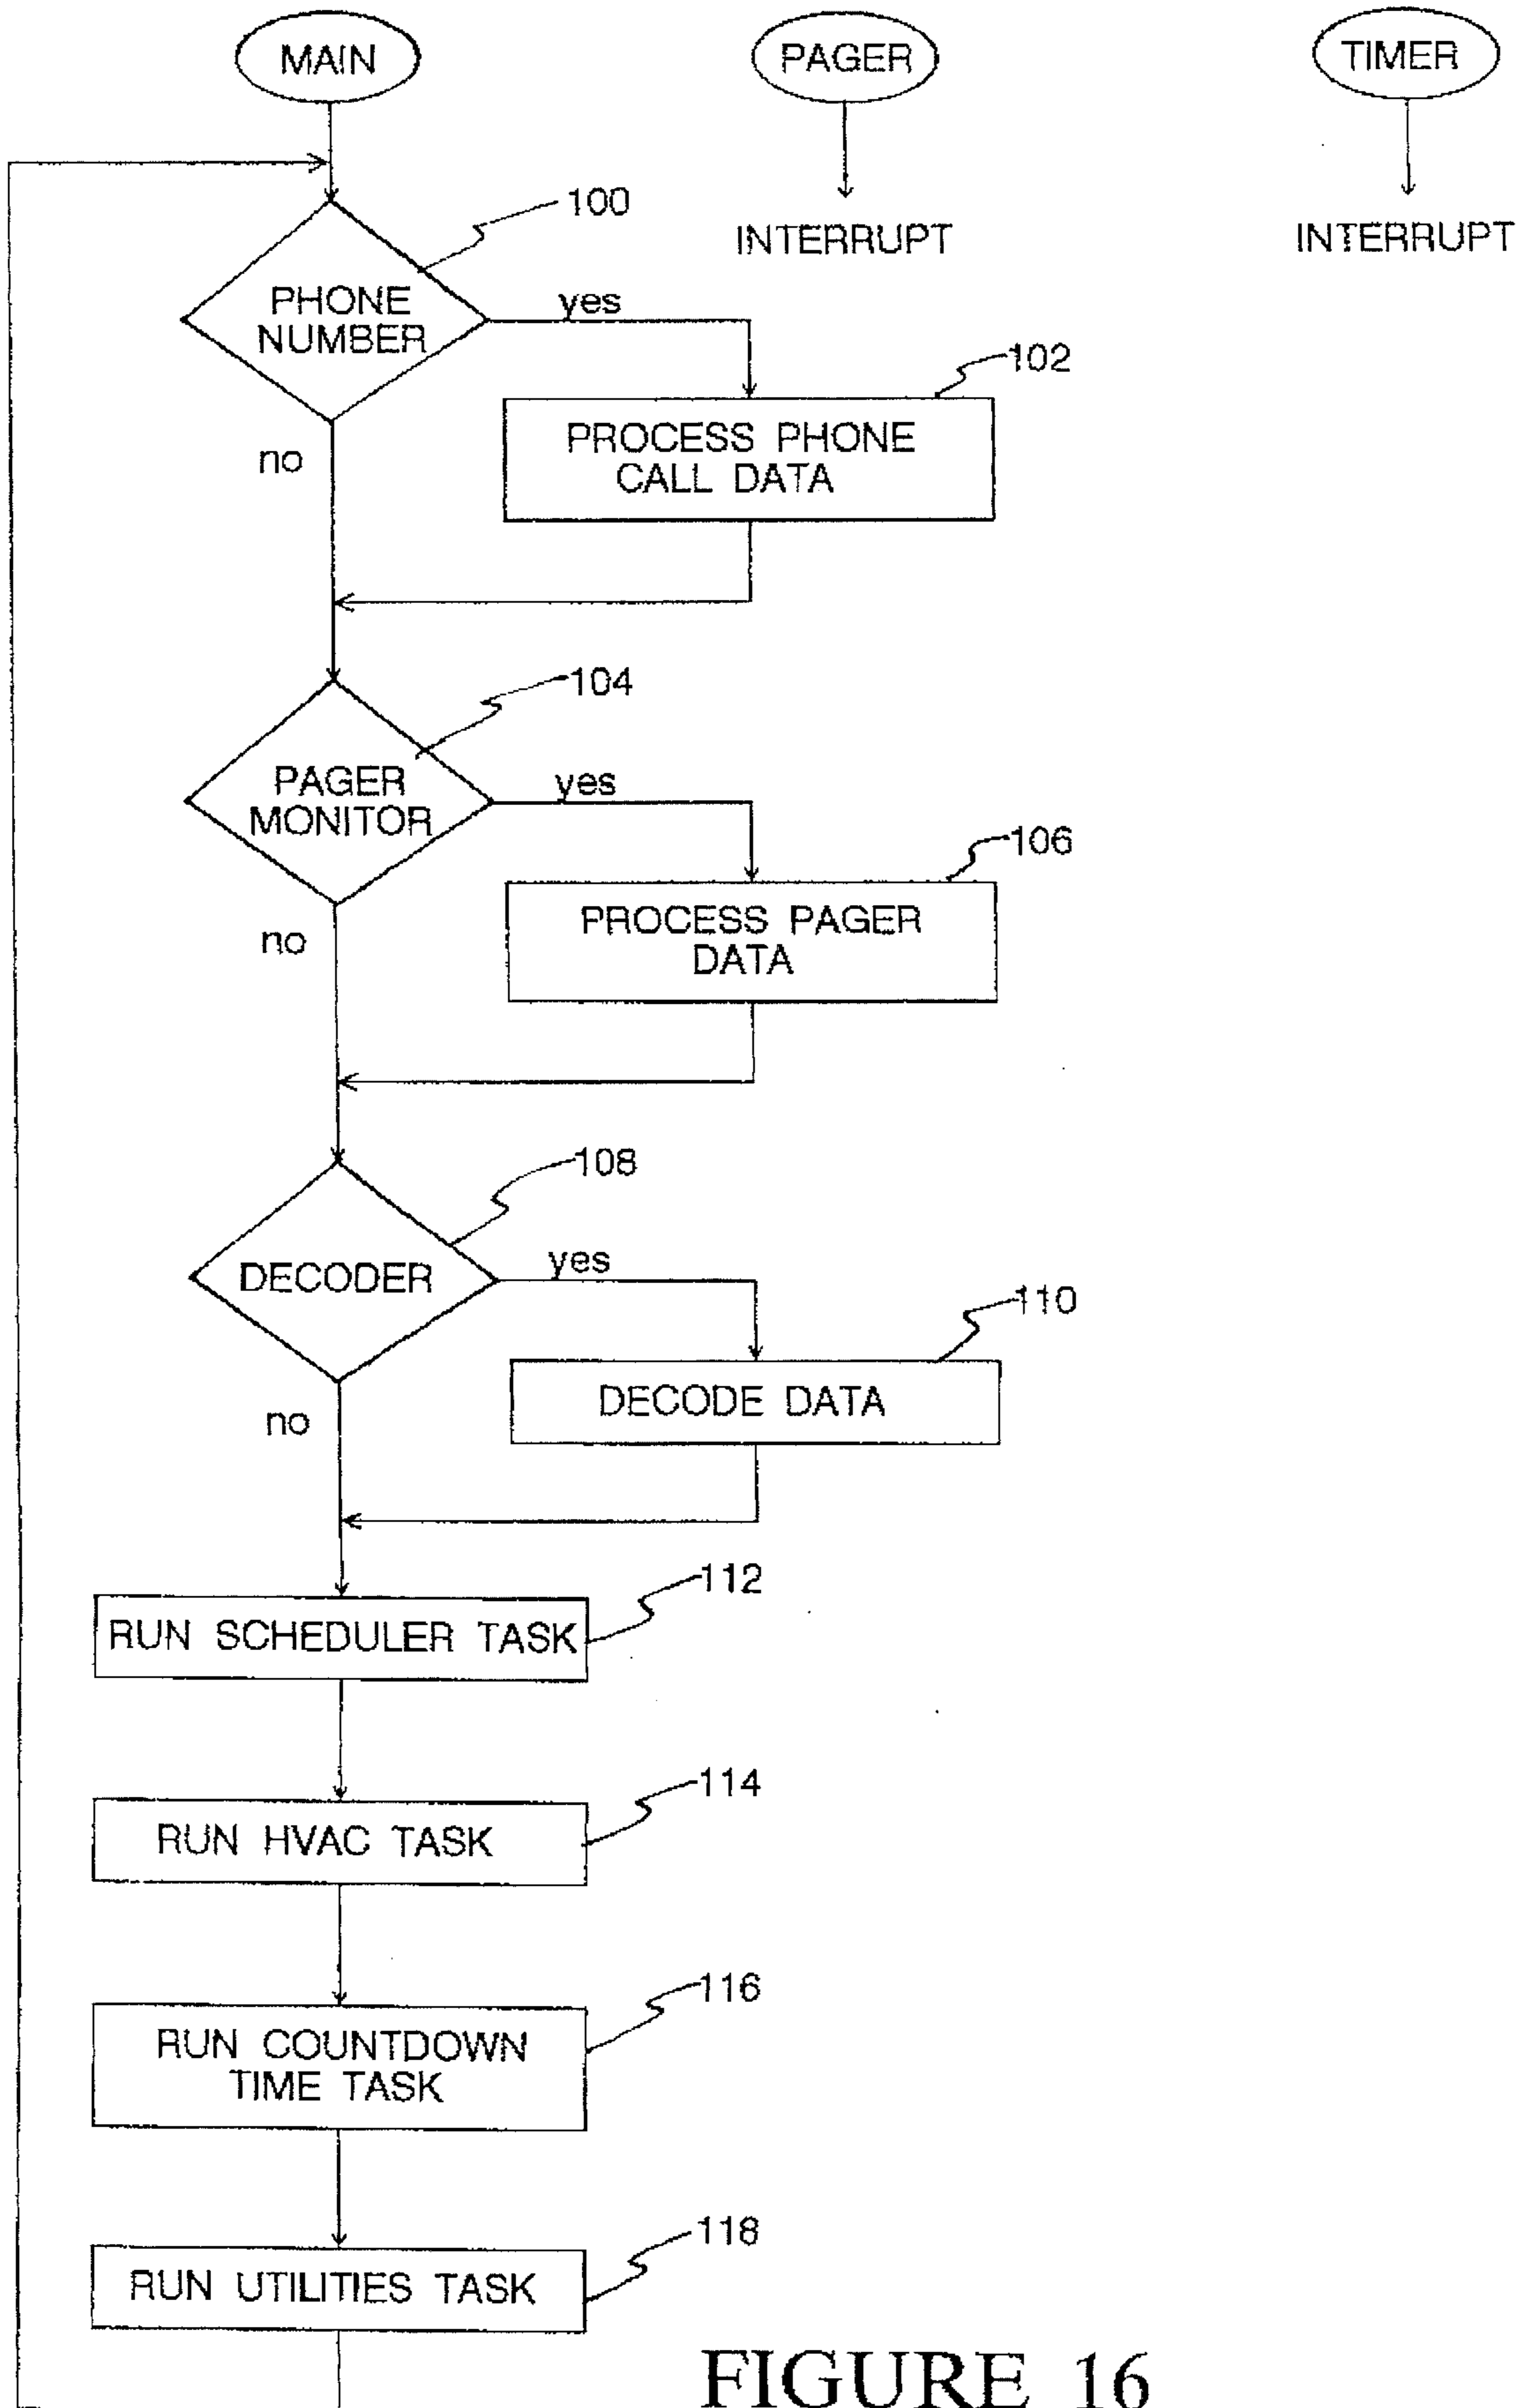 MAIN
PAGER
TIMER
INTERRUPT
INTERRUPT
100
PHONE
NUMBER
yes
102
PROCESS PHONE
CALL DATA
no
104
PAGER
MONITOR
yes
106
PROCESS PAGER
DATA
no
108
DECODER
yes
110
DECODE DATA
no
112
RUN SCHEDULER TASK
114
RUN HVAC TASK
116
RUN COUNTDOWN
TIME TASK
118
RUN UTILITIES TASK
FIGURE 16